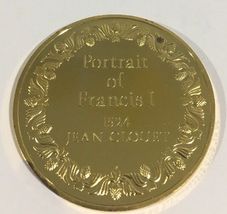 Portrait
of
Francis I
1524
JEAN CLOUET